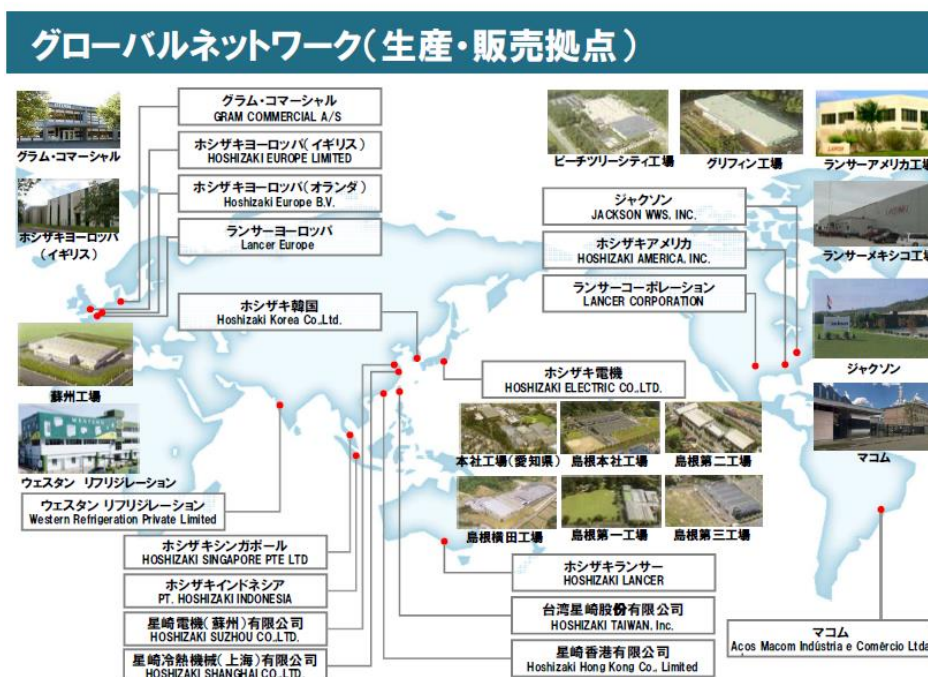 グローバルネットワーク(生産・販売拠点)
グラム・コマーシャル
GRAM COMMERCIAL A/S
ホシザキヨーロッパ(イギリス)
HOSHIZAKI EUROPE LIMITED
ホシザキヨーロッパ(オランダ)
Hoshizaki Europe B.V.
ランサーヨーロッパ
Lancer Europe
グラム・コマーシャル
ホシザキヨーロッパ
(イギリス)
ピーチツリーシティ工場
グリフィン工場
ランサーアメリカ工場
ジャクソン
JACKSON WWS, INC.
ホシザキアメリカ
HOSHIZAKI AMERICA, INC.
ランサーコーポレーション
LANCER CORPORATION
ランサーメキシコ工場
ホシザキ韓国
Hoshizaki Korea Co.,Ltd.
蘇州工場
ホシザキ電機
HOSHIZAKI ELECTRIC CO.,LTD.
ジャクソン
本社工場(愛知県)
島根本社工場
島根第二工場
マコム
ウェスタン リフリジレーション
ウェスタン リフリジレーション
Western Refrigeration Private Limited
島根横田工場
島根第一工場
島根第三工場
ホシザキシンガポール
HOSHIZAKI SINGAPORE PTE LTD
ホシザキインドネシア
PT. HOSHIZAKI INDONESIA
星崎電機(蘇州)有限公司
HOSHIZAKI SUZHOU CO.,LTD.
星崎冷熱機械(上海)有限公司
HOSHIZAKI SHANGHAI CO.,LTD.
ホシザキランサー
HOSHIZAKI LANCER
台湾星崎股份有限公司
HOSHIZAKI TAIWAN, Inc.
星崎香港有限公司
Hoshizaki Hong Kong Co., Limited
マコム
Aços Macom Indústria e Comércio Ltda